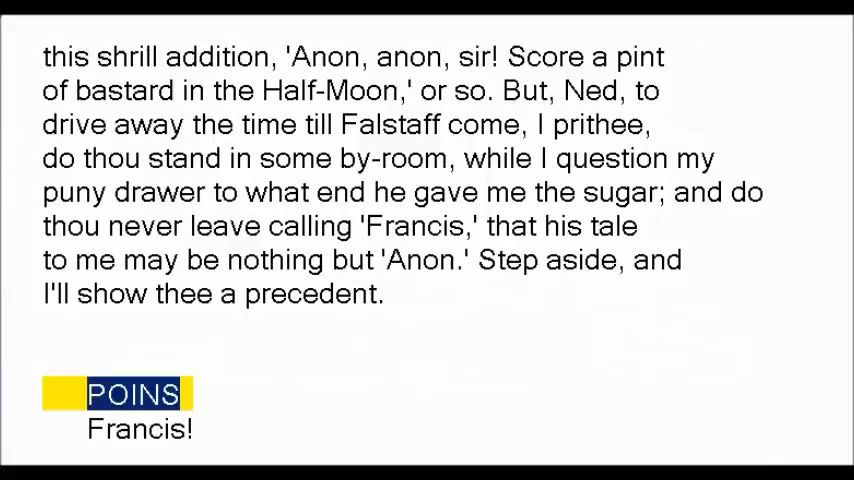 this shrill addition, 'Anon, anon, sir! Score a pint
of bastard in the Half-Moon,' or so. But, Ned, to
drive away the time till Falstaff come, I prithee,
do thou stand in some by-room, while I question my
puny drawer to what end he gave me the sugar; and do
thou never leave calling 'Francis,' that his tale
to me may be nothing but 'Anon.' Step aside, and
I'll show thee a precedent.
POINS
Francis!